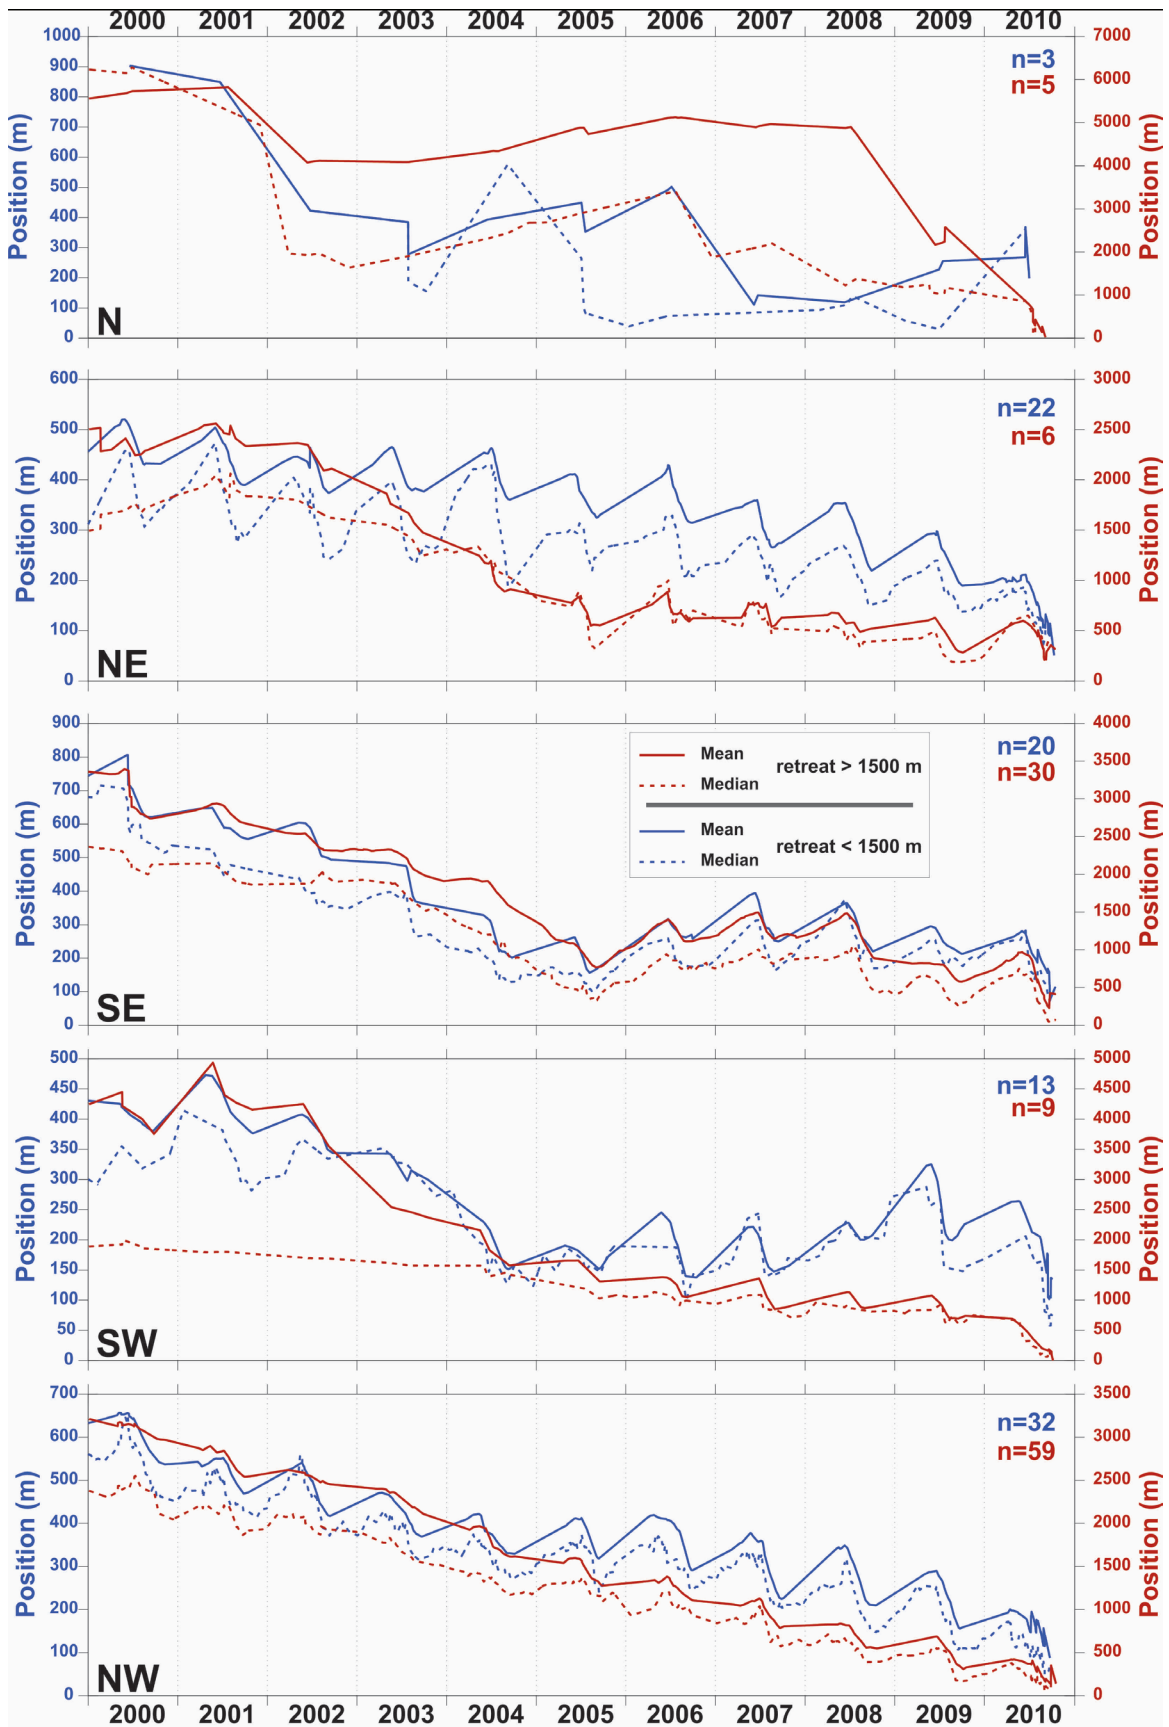 2000 2001 2002 2003 2004 2005 2006 2007 2008 2009 2010
Position (m)
1000
900
800
700
600
500
400
300
200
100
0
N
n=3
n=5
7000
6000
5000
4000
3000
2000
1000
0
Position (m)
Position (m)
600
500
400
300
200
100
0
NE
n=22
n=6
3000
2500
2000
1500
1000
500
0
Position (m)
Position (m)
900
800
700
600
500
400
300
200
100
0
SE
Mean
retreat > 1500 m
Median
Mean
retreat < 1500 m
Median
n=20
n=30
4000
3500
3000
2500
2000
1500
1000
500
0
Position (m)
Position (m)
500
450
400
350
300
250
200
150
100
50
0
SW
n=13
n=9
5000
4500
4000
3500
3000
2500
2000
1500
1000
500
0
Position (m)
Position (m)
700
600
500
400
300
200
100
0
NW
n=32
n=59
3500
3000
2500
2000
1500
1000
500
0
Position (m)
2000 2001 2002 2003 2004 2005 2006 2007 2008 2009 2010